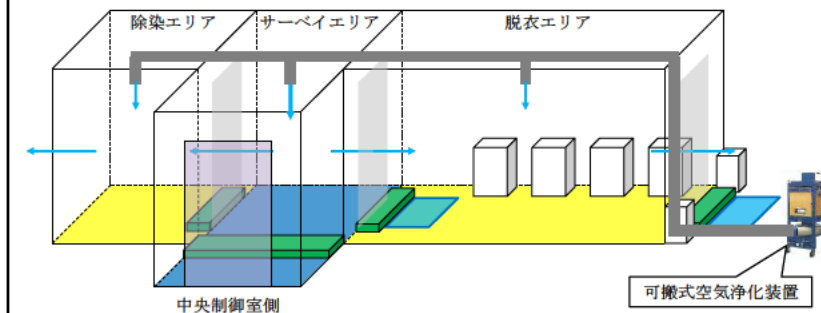 除染エリア
サーベイエリア
脱衣エリア
可搬式空気浄化装置
中央制御室側